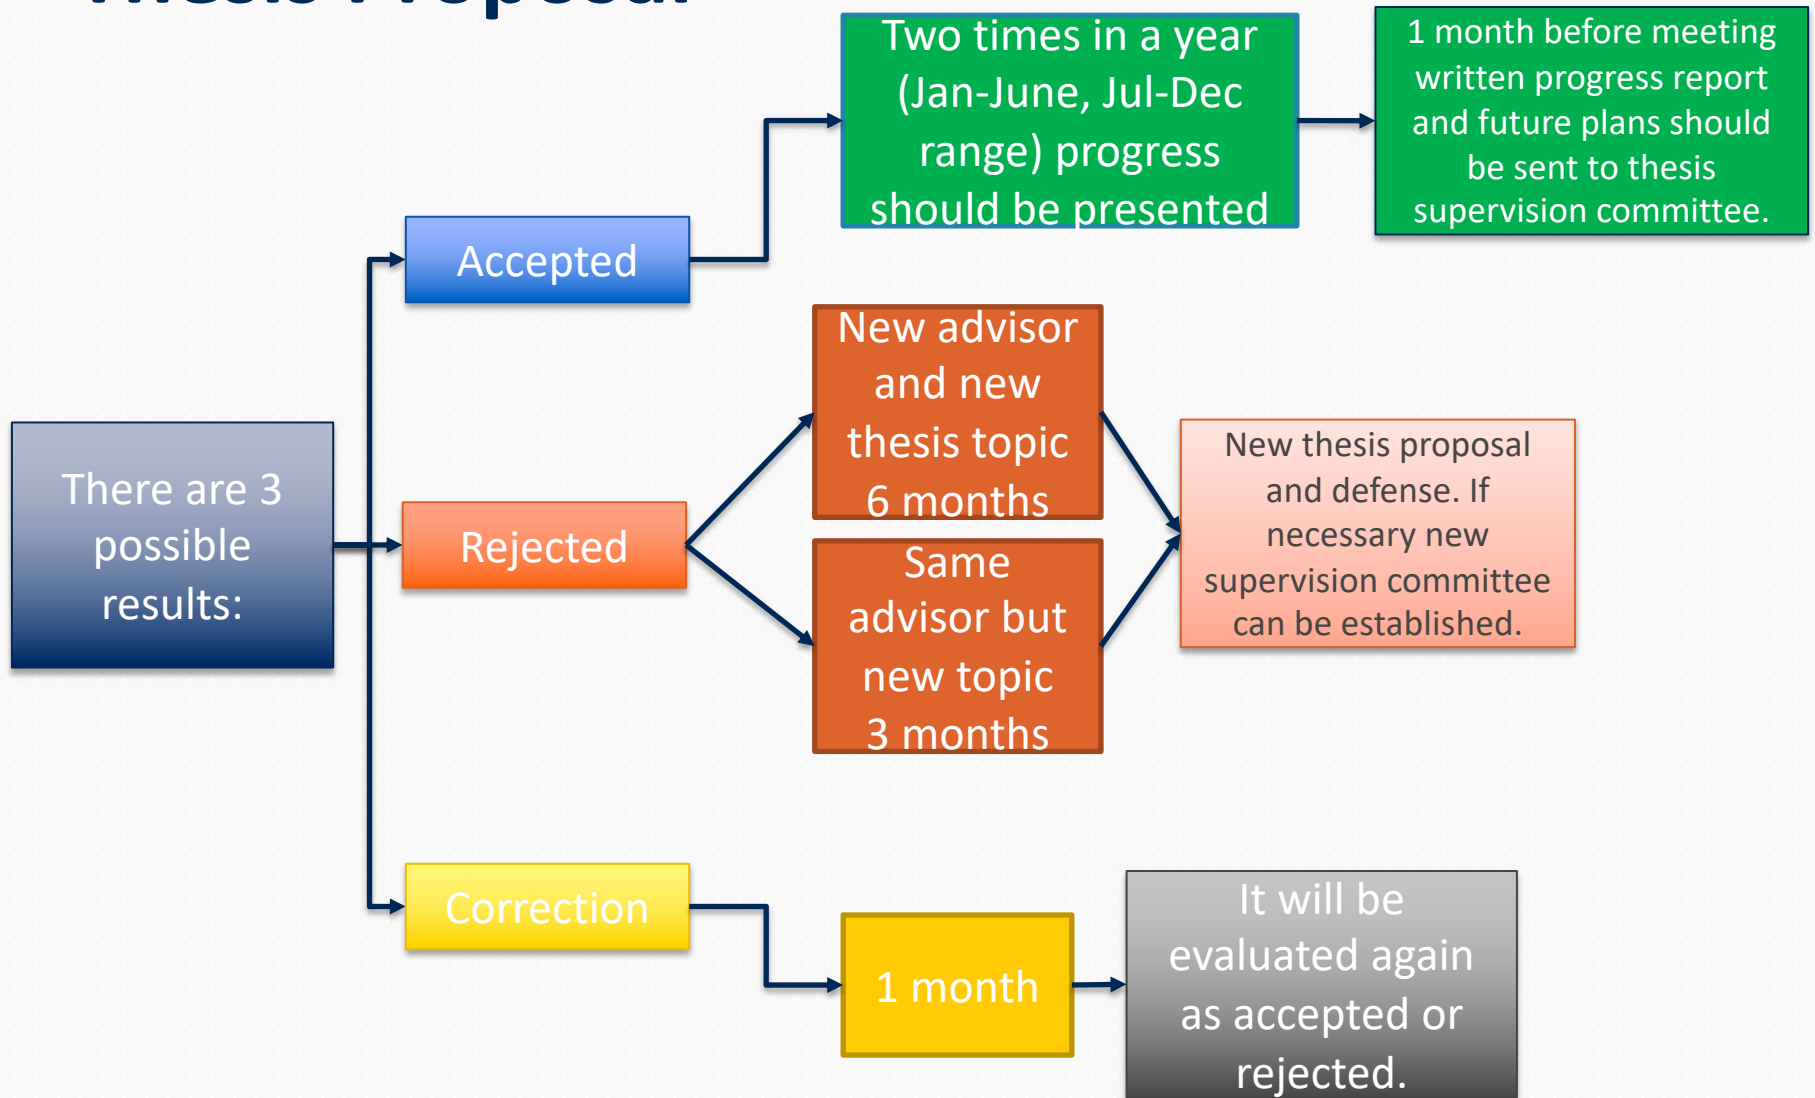 Thesis Proposal
Two times in a year
(Jan-June, Jul-Dec
range) progress
should be presented
1 month before meeting
written progress report
and future plans should
be sent to thesis
supervision committee.
Accepted
New advisor
and new
thesis topic
6 months
There are 3
possible
results:
Rejected
Same
advisor but
new topic
3 months
New thesis proposal
and defense. If
necessary new
supervision committee
can be established.
Correction
1 month
It will be
evaluated again
as accepted or
rejected.